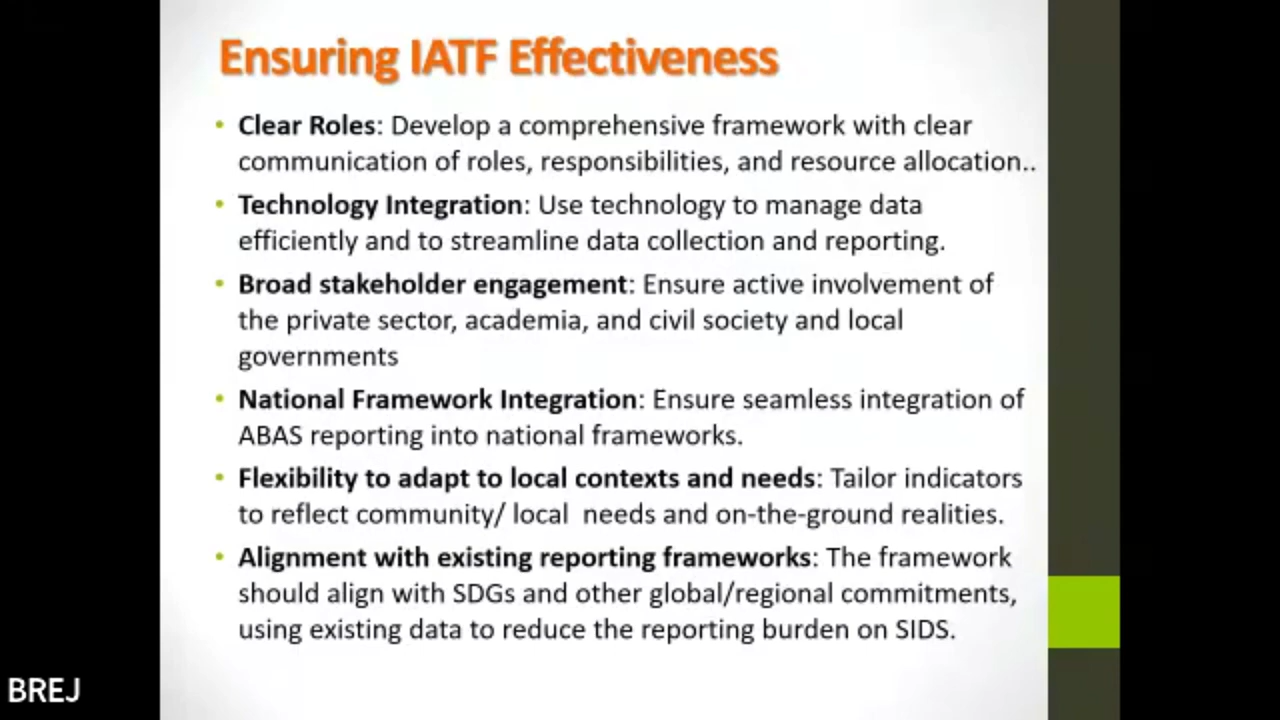 Ensuring IATF Effectiveness
• Clear Roles: Develop a comprehensive framework with clear
communication of roles, responsibilities, and resource allocation..
• Technology Integration: Use technology to manage data
efficiently and to streamline data collection and reporting.
• Broad stakeholder engagement: Ensure active involvement of
the private sector, academia, and civil society and local
governments
• National Framework Integration: Ensure seamless integration of
ABAS reporting into national frameworks.
• Flexibility to adapt to local contexts and needs: Tailor indicators
to reflect community/ local  needs and on-the-ground realities.
• Alignment with existing reporting frameworks: The framework
should align with SDGs and other global/regional commitments,
using existing data to reduce the reporting burden on SIDS.
BREJ